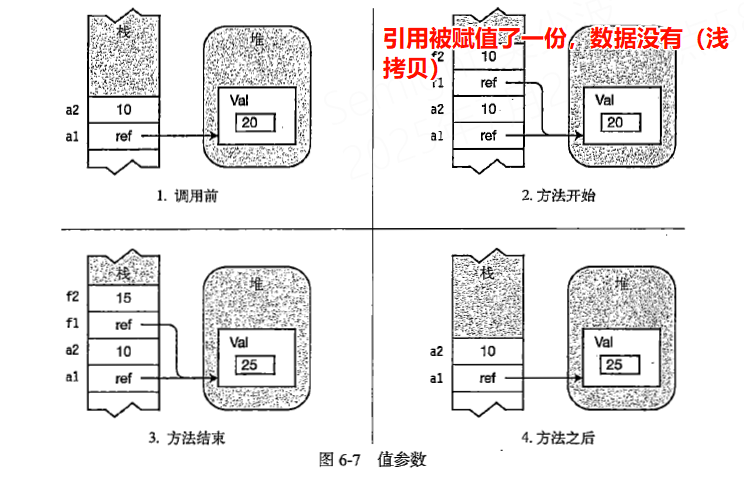 栈
堆
a2 10
a1 ref
Val
20
1. 调用前
引用被赋值了一份，数据没有（浅
拷贝）
f2 10
f1 ref
a2 10
a1 ref
Val
20
2. 方法开始
栈
堆
f2 15
f1 ref
a2 10
a1 ref
Val
25
3. 方法结束
栈
堆
a2 10
a1 ref
Val
25
4. 方法之后
图 6-7 值参数